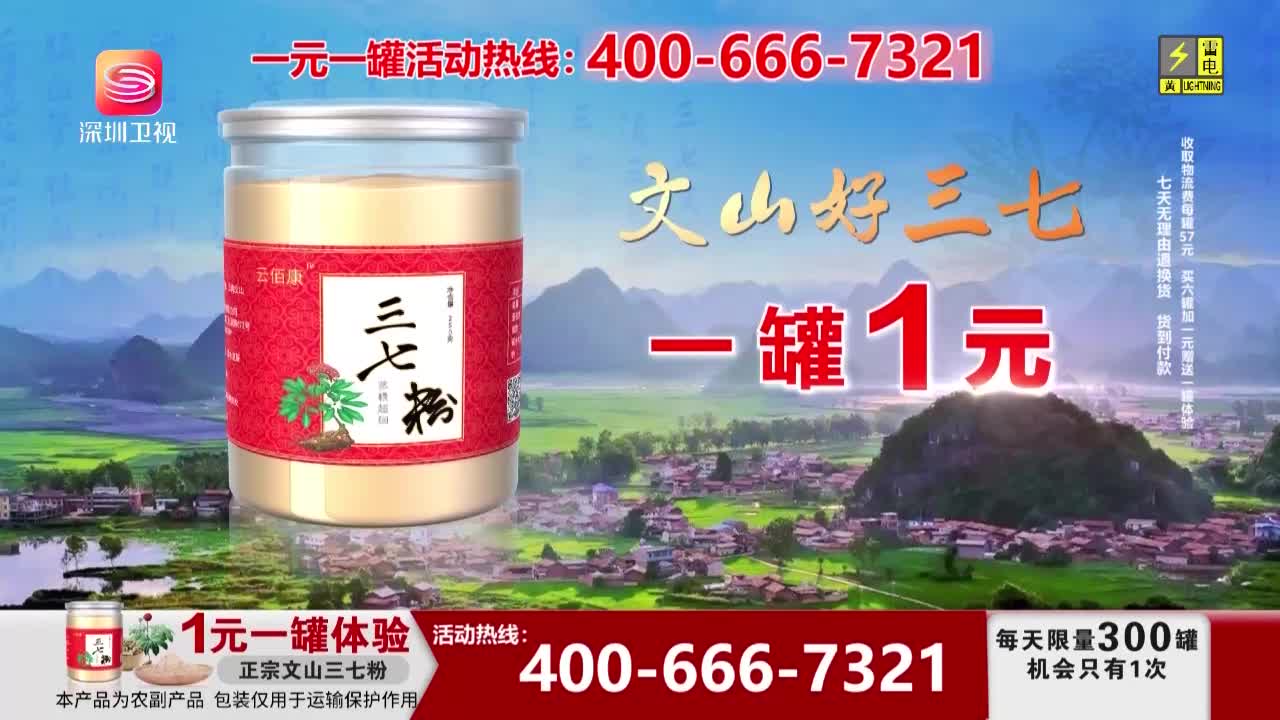 一元一罐活动热线：400-666-7321
深圳卫视
雷电
黄 LIGHTNING
文山好三七
一罐1元
收取物流费每罐57元 买六罐加一元赠送一罐体验
七天无理由退换货 货到付款
云佰康
三七粉
1元一罐体验
正宗文山三七粉
本产品为农副产品 包装仅用于运输保护作用
活动热线：
400-666-7321
每天限量300罐
机会只有1次